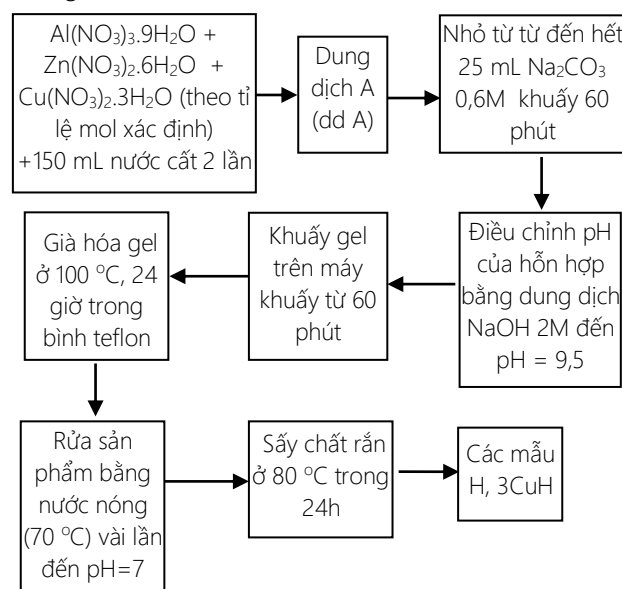 Al(NO₃)₃.9H₂O +
Zn(NO₃)₂.6H₂O +
Cu(NO₃)₂.3H₂O (theo tỉ
lệ mol xác định)
+150 mL nước cất 2 lần
Dung
dịch A
(dd A)
Nhỏ từ từ đến hết
25 mL Na₂CO₃
0,6M khuấy 60
phút
Điều chỉnh pH
của hỗn hợp
bằng dung dịch
NaOH 2M đến
pH = 9,5
Khuấy gel
trên máy
khuấy từ 60
phút
Già hóa gel
ở 100 ºC, 24
giờ trong
bình teflon
Rửa sản
phẩm bằng
nước nóng
(70 ºC) vài lần
đến pH=7
Sấy chất rắn
ở 80 ºC trong
24h
Các mẫu
H, 3CuH